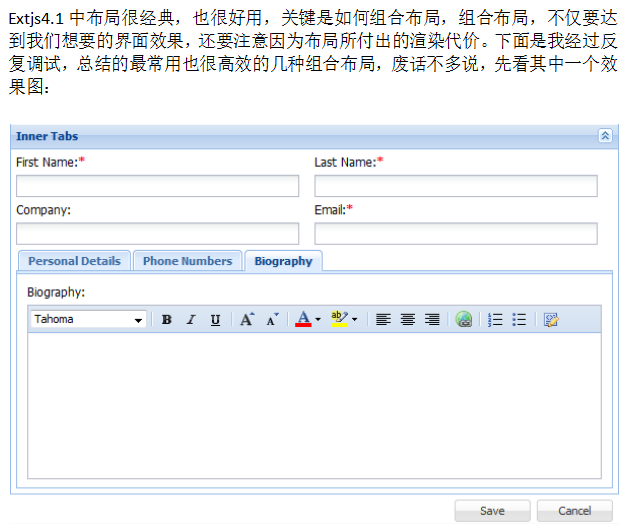 Extjs4.1 中布局很经典，也很好用，关键是如何组合布局，组合布局，不仅要达
到我们想要的界面效果，还要注意因为布局所付出的渲染代价。下面是我经过反
复调试，总结的最常用也很高效的几种组合布局，废话不多说，先看其中一个效
果图：
Inner Tabs
First Name:* Last Name:*
Company: Email:*
Personal Details Phone Numbers Biography
Biography:
Tahoma B I U A A A ab
Save Cancel